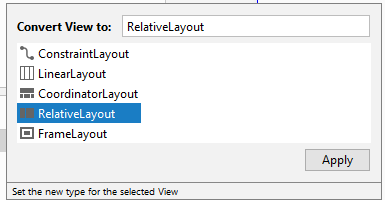 Convert View to: RelativeLayout
ConstraintLayout
LinearLayout
CoordinatorLayout
RelativeLayout
FrameLayout
Apply
Set the new type for the selected View